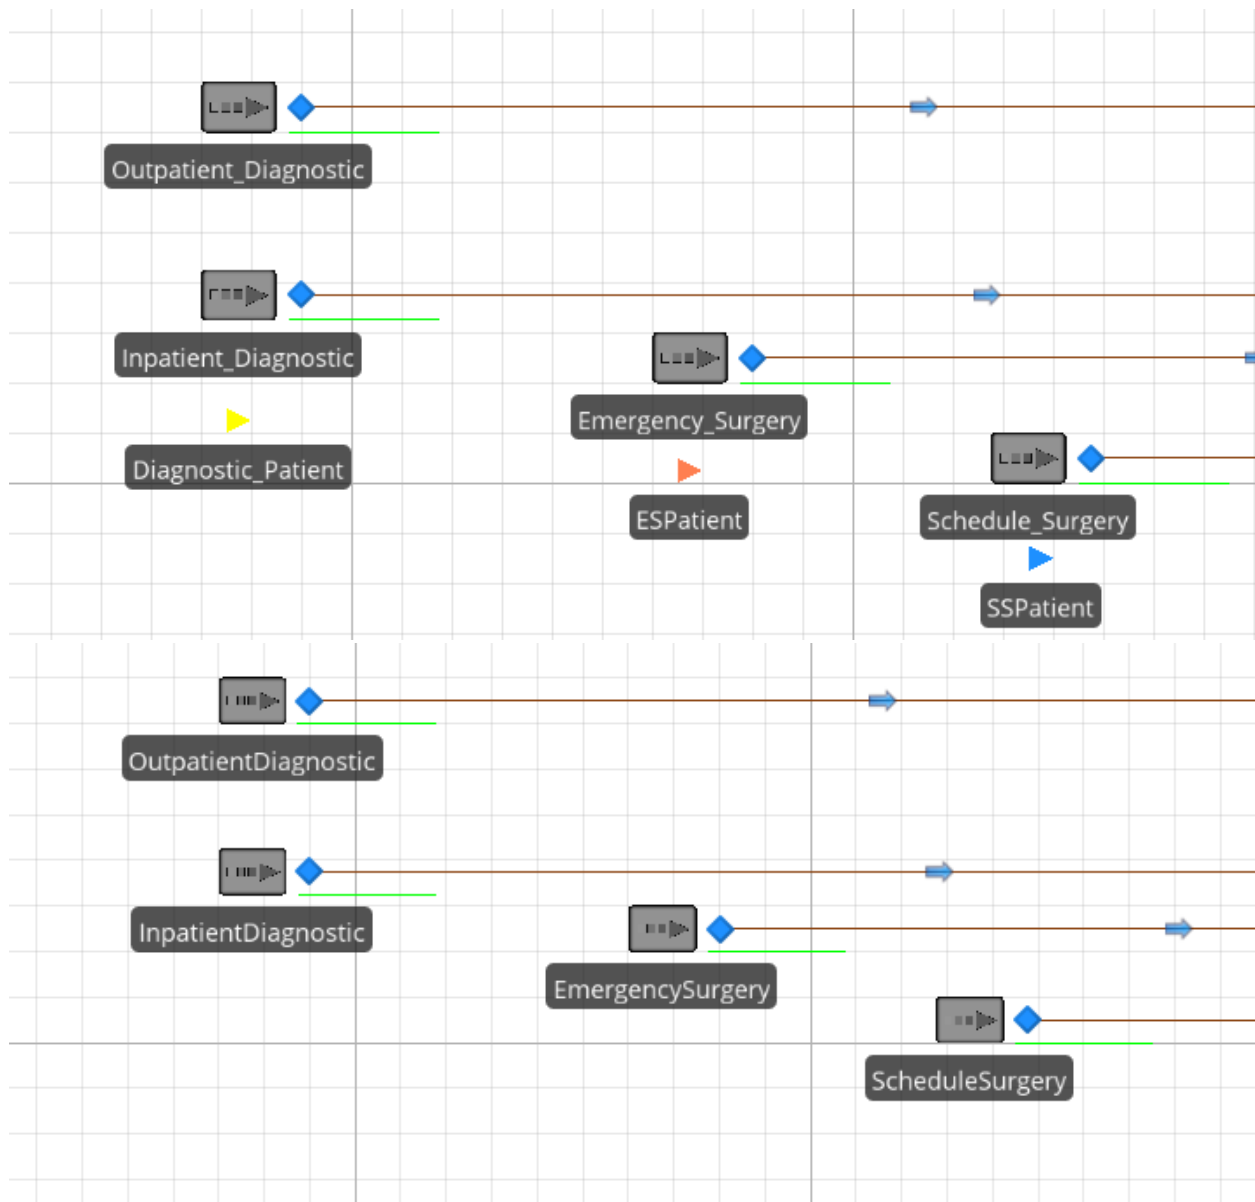 Outpatient_Diagnostic
Inpatient_Diagnostic
Emergency_Surgery
Diagnostic_Patient
ESPatient
Schedule_Surgery
SSPatient
OutpatientDiagnostic
InpatientDiagnostic
EmergencySurgery
ScheduleSurgery